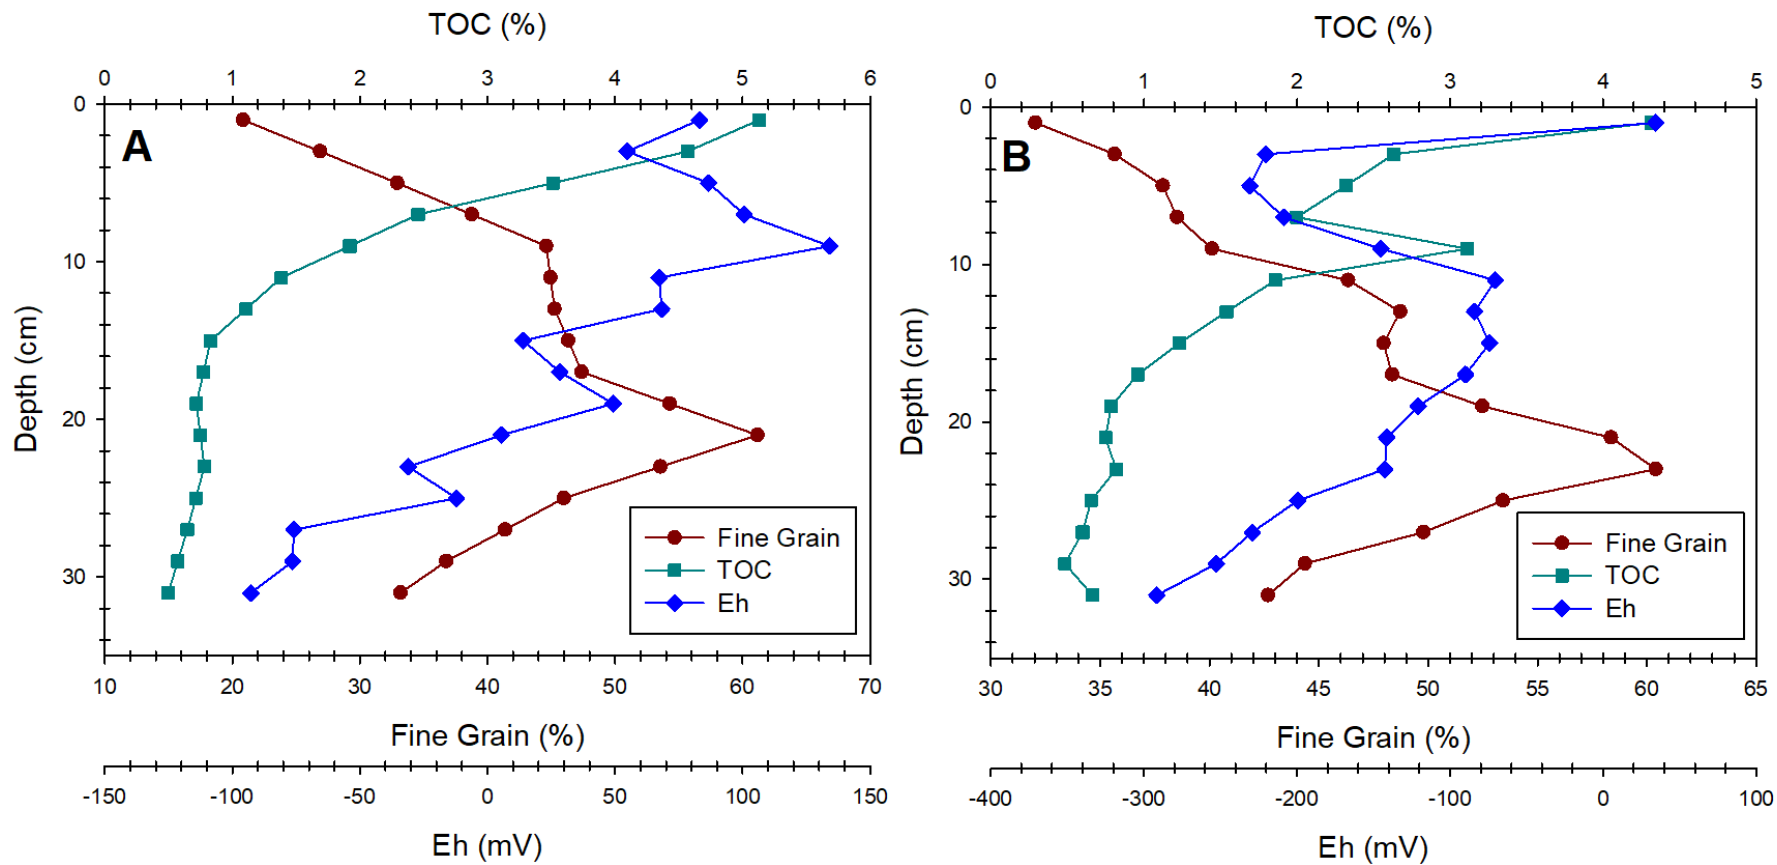 TOC (%)
0 1 2 3 4 5 6
A
Depth (cm)
0
10
20
30
Fine Grain
TOC
Eh
10 20 30 40 50 60 70
Fine Grain (%)
-150 -100 -50 0 50 100 150
Eh (mV)
TOC (%)
0 1 2 3 4 5
B
Depth (cm)
0
10
20
30
Fine Grain
TOC
Eh
30 35 40 45 50 55 60 65
Fine Grain (%)
-400 -300 -200 -100 0 100
Eh (mV)